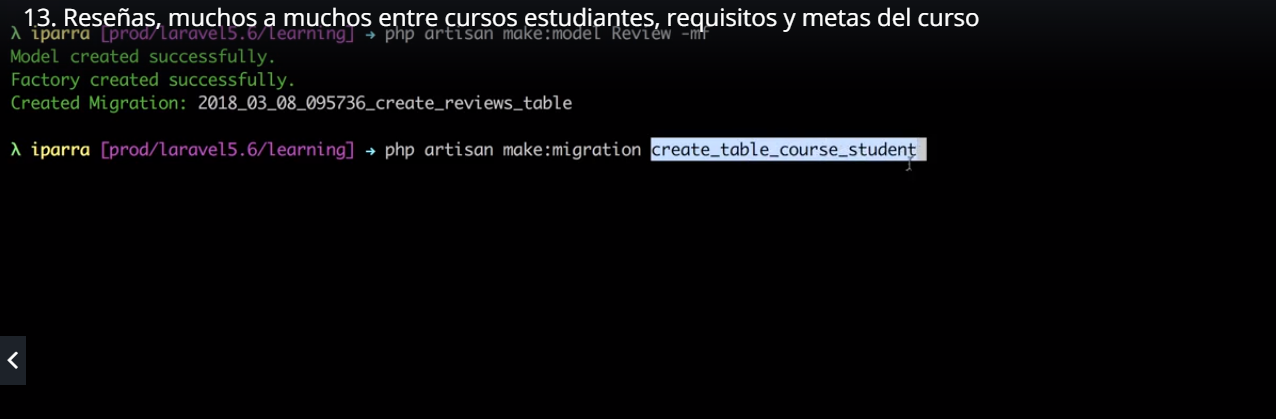 13. Reseñas, muchos a muchos entre cursos estudiantes, requisitos y metas del curso
λ iparra [prod/laravel5.6/learning] → php artisan make:model Review -mf
Model created successfully.
Factory created successfully.
Created Migration: 2018_03_08_095736_create_reviews_table
λ iparra [prod/laravel5.6/learning] → php artisan make:migration create_table_course_student